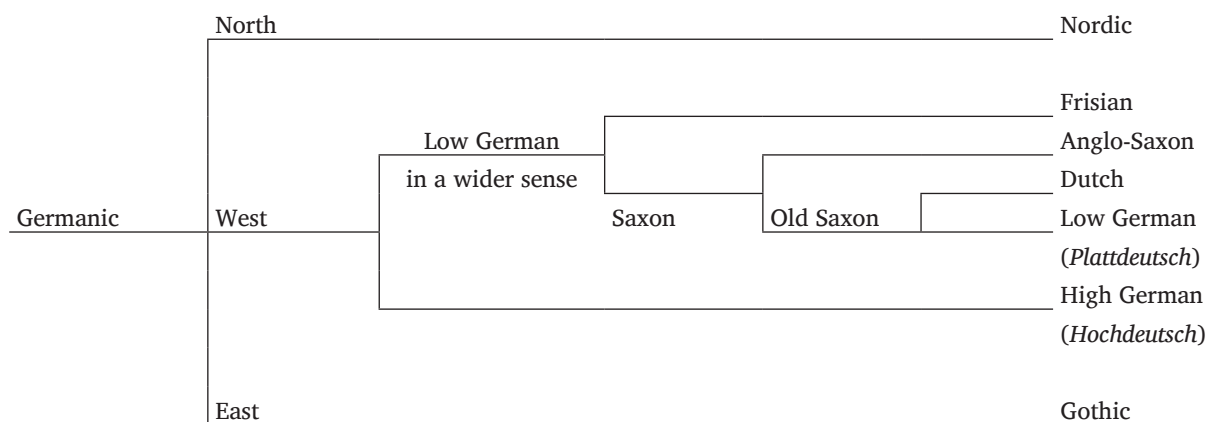 North Nordic
Frisian
Low German Anglo-Saxon
in a wider sense Dutch
Germanic West Saxon Old Saxon Low German
(Plattdeutsch)
High German
(Hochdeutsch)
East Gothic